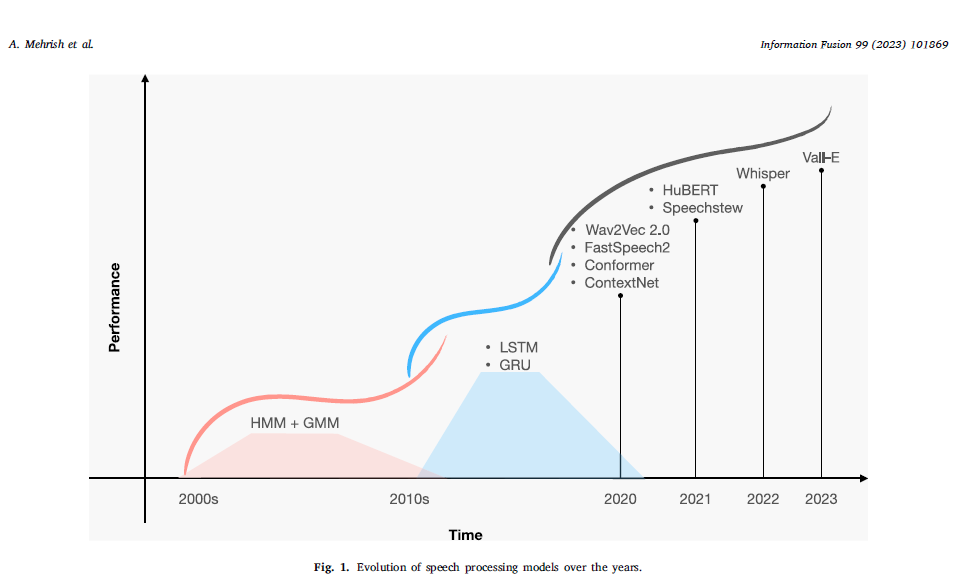 A. Mehrish et al.
Information Fusion 99 (2023) 101869
Vall-E
Whisper
• HuBERT
• Speechstew
• Wav2Vec 2.0
• FastSpeech2
• Conformer
• ContextNet
Performance
• LSTM
• GRU
HMM + GMM
2000s
2010s
2020
2021
2022
2023
Time
Fig. 1. Evolution of speech processing models over the years.